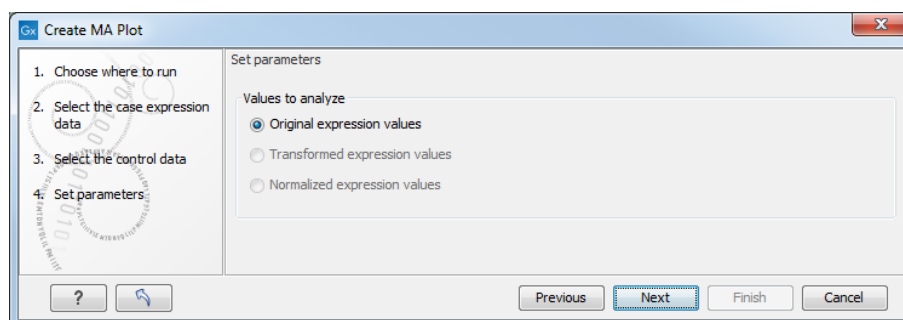 Gx Create MA Plot
1. Choose where to run
2. Select the case expression
data
3. Select the control data
4. Set parameters
Set parameters
Values to analyze
Original expression values
Transformed expression values
Normalized expression values
?
Previous
Next
Finish
Cancel